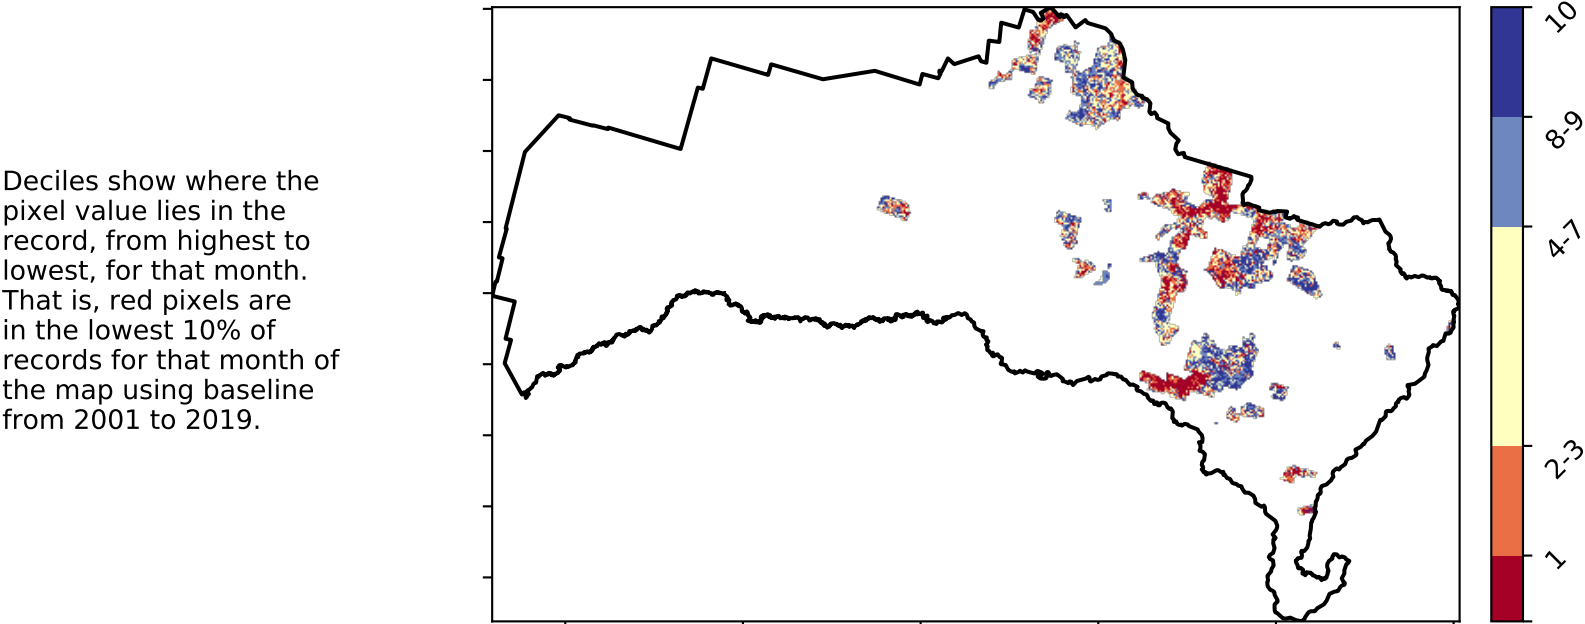 Deciles show where the
pixel value lies in the
record, from highest to
lowest, for that month.
That is, red pixels are
in the lowest 10% of
records for that month of
the map using baseline
from 2001 to 2019.
10
8-9
4-7
2-3
1